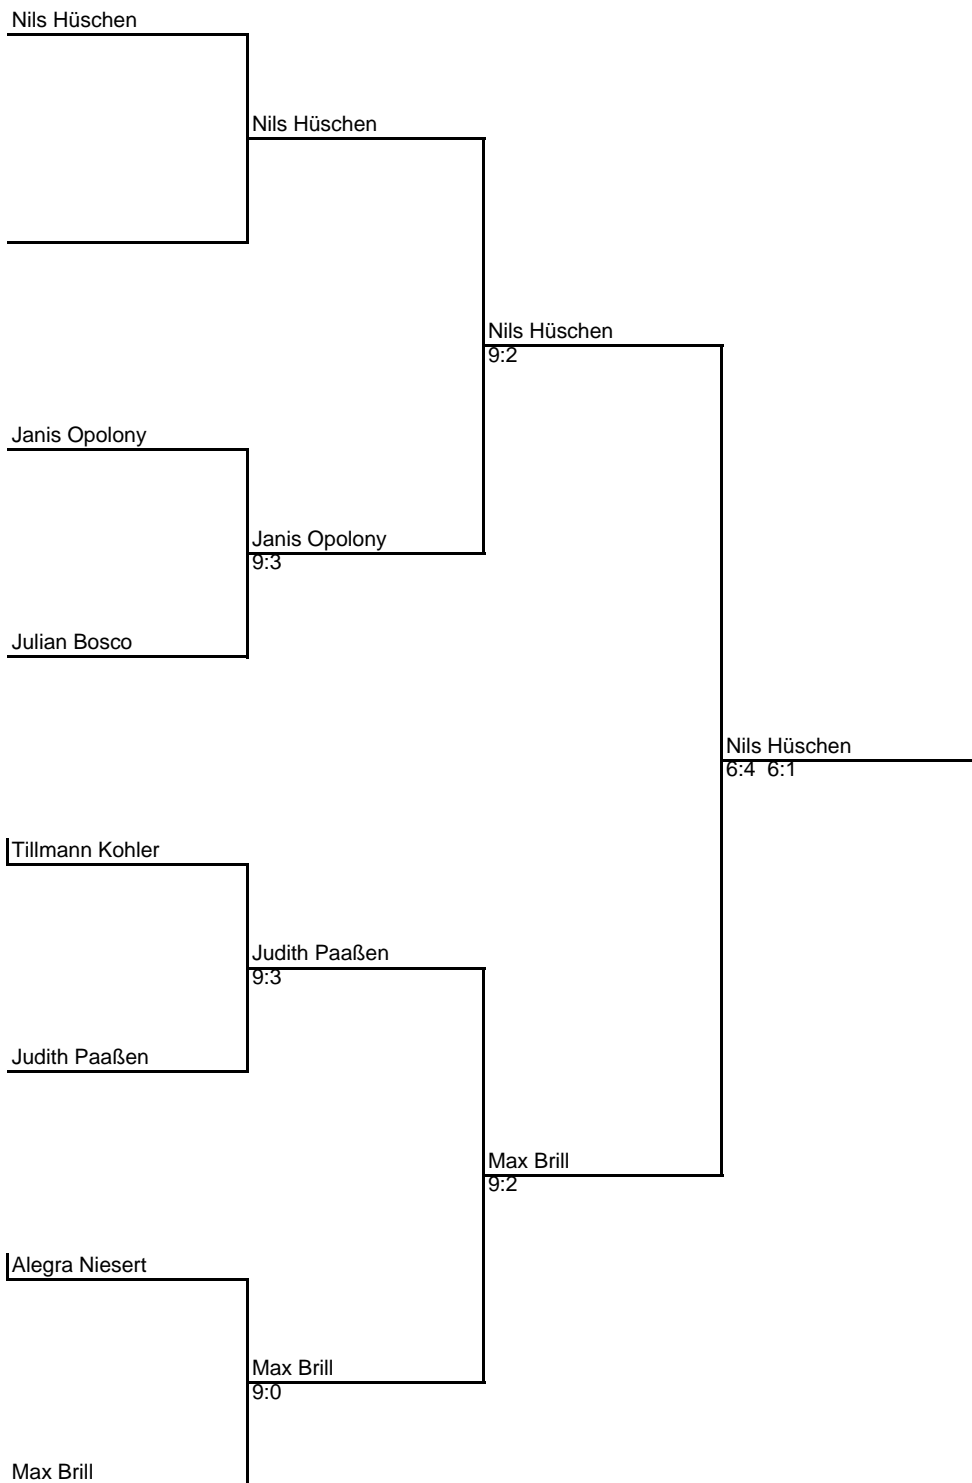 Nils Hüschen
Nils Hüschen
Nils Hüschen
9:2
Janis Opolony
Janis Opolony
9:3
Julian Bosco
Nils Hüschen
6:4 6:1
Tillmann Kohler
Judith Paaßen
9:3
Judith Paaßen
Max Brill
9:2
Alegra Niesert
Max Brill
9:0
Max Brill